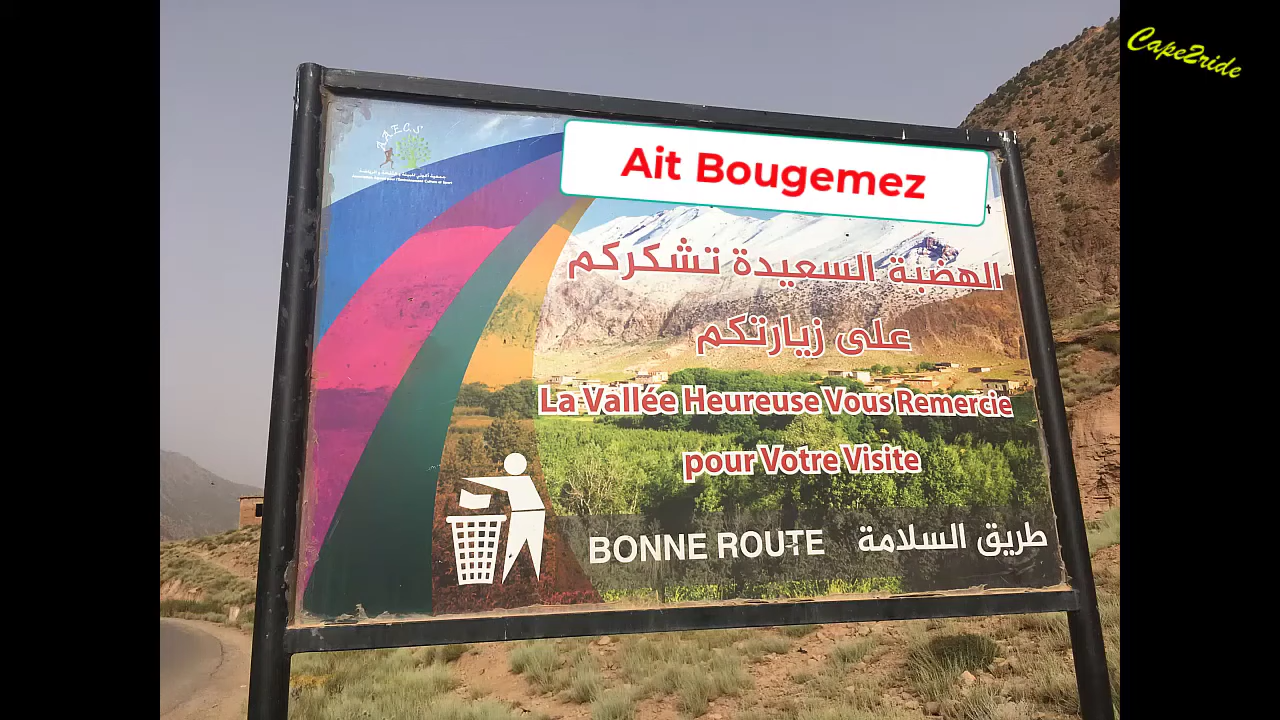 Cape2ride
A.A.E.C.S
Ait Bougemez
الهضبة السعيدة تشكركم
على زيارتكم
La Vallée Heureuse Vous Remercie
pour Votre Visite
BONNE ROUTE طريق السلامة